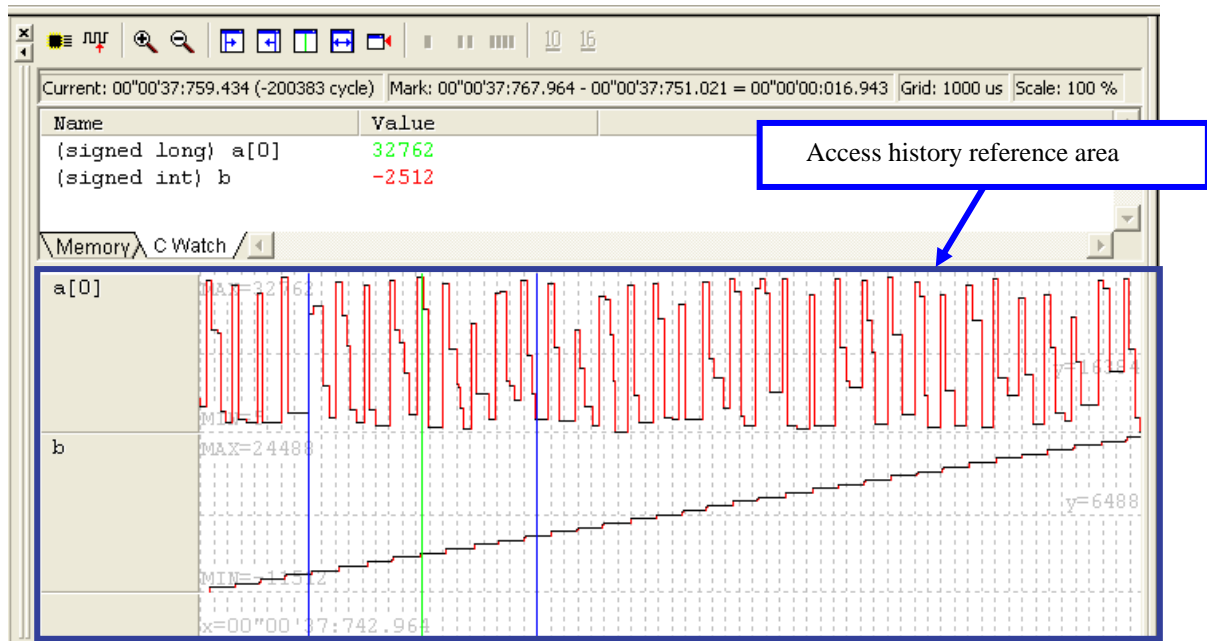 10 16
Current: 00"00'37:759.434 (-200383 cycle) Mark: 00"00'37:767.964 - 00"00'37:751.021 = 00"00'00:016.943 Grid: 1000 us Scale: 100 %
Name Value
(signed long) a[0] 32762
(signed int) b -2512
Access history reference area
Memory C Watch
a[0] MAX=32762
y=16384
b MAX=24488
y=6488
MIN=-11512
x=00"00'37:742.964